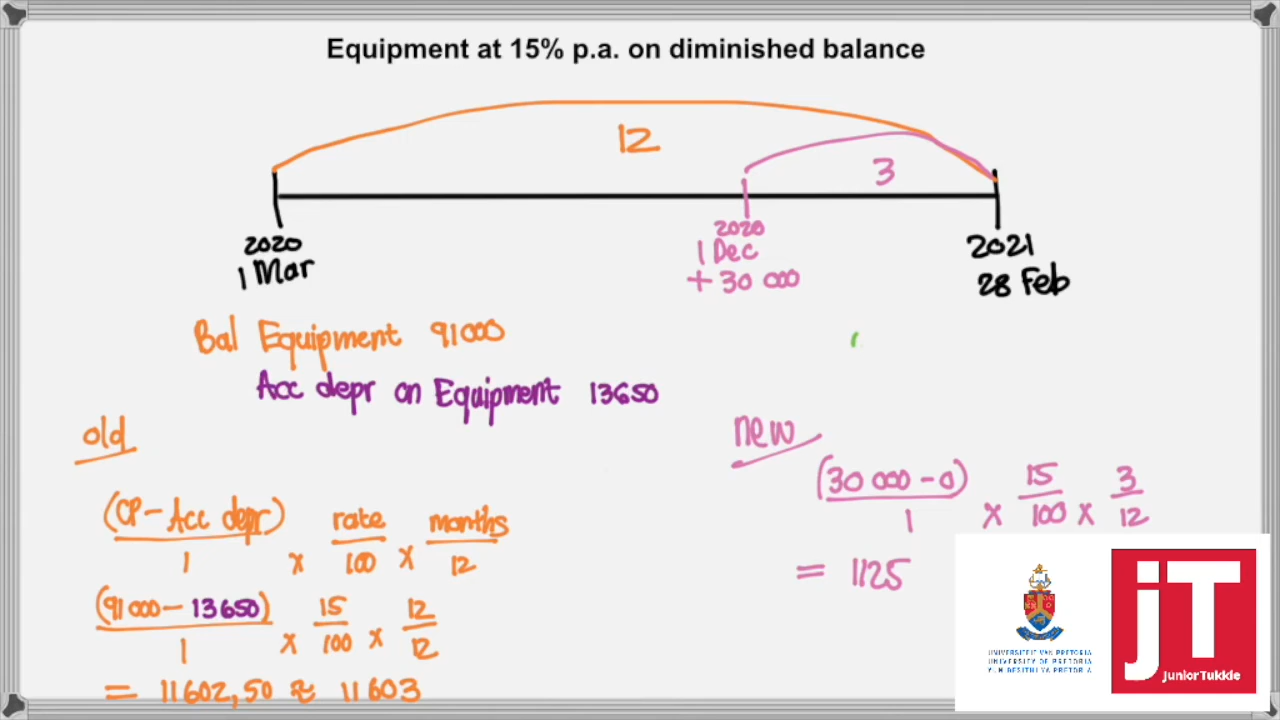 Equipment at 15% p.a. on diminished balance
12
3
2020
1 Mar
2020
1 Dec
+ 30 000
2021
28 Feb
Bal Equipment 91000
Acc depr on Equipment 13650
old
(CP - Acc depr) / 1 x rate / 100 x months / 12
(91 000 - 13650) / 1 x 15 / 100 x 12 / 12
= 11602,50 ≈ 11603
new
(30 000 - 0) / 1 x 15 / 100 x 3 / 12
= 1125
UNIVERSITEIT VAN PRETORIA
UNIVERSITY OF PRETORIA
YUNIBESITHI YA PRETORIA
jT
JuniorTukkie